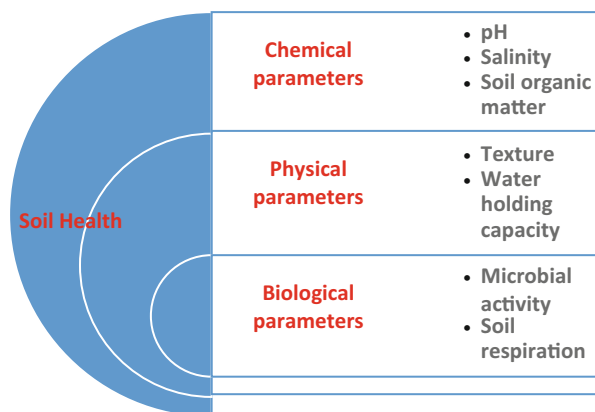 Soil Health
Chemical
parameters
• pH
• Salinity
• Soil organic
matter
Physical
parameters
• Texture
• Water
holding
capacity
Biological
parameters
• Microbial
activity
• Soil
respiration